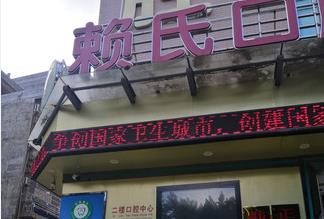 赖氏口
争创国家卫生城市，创建国家
二楼口腔中心